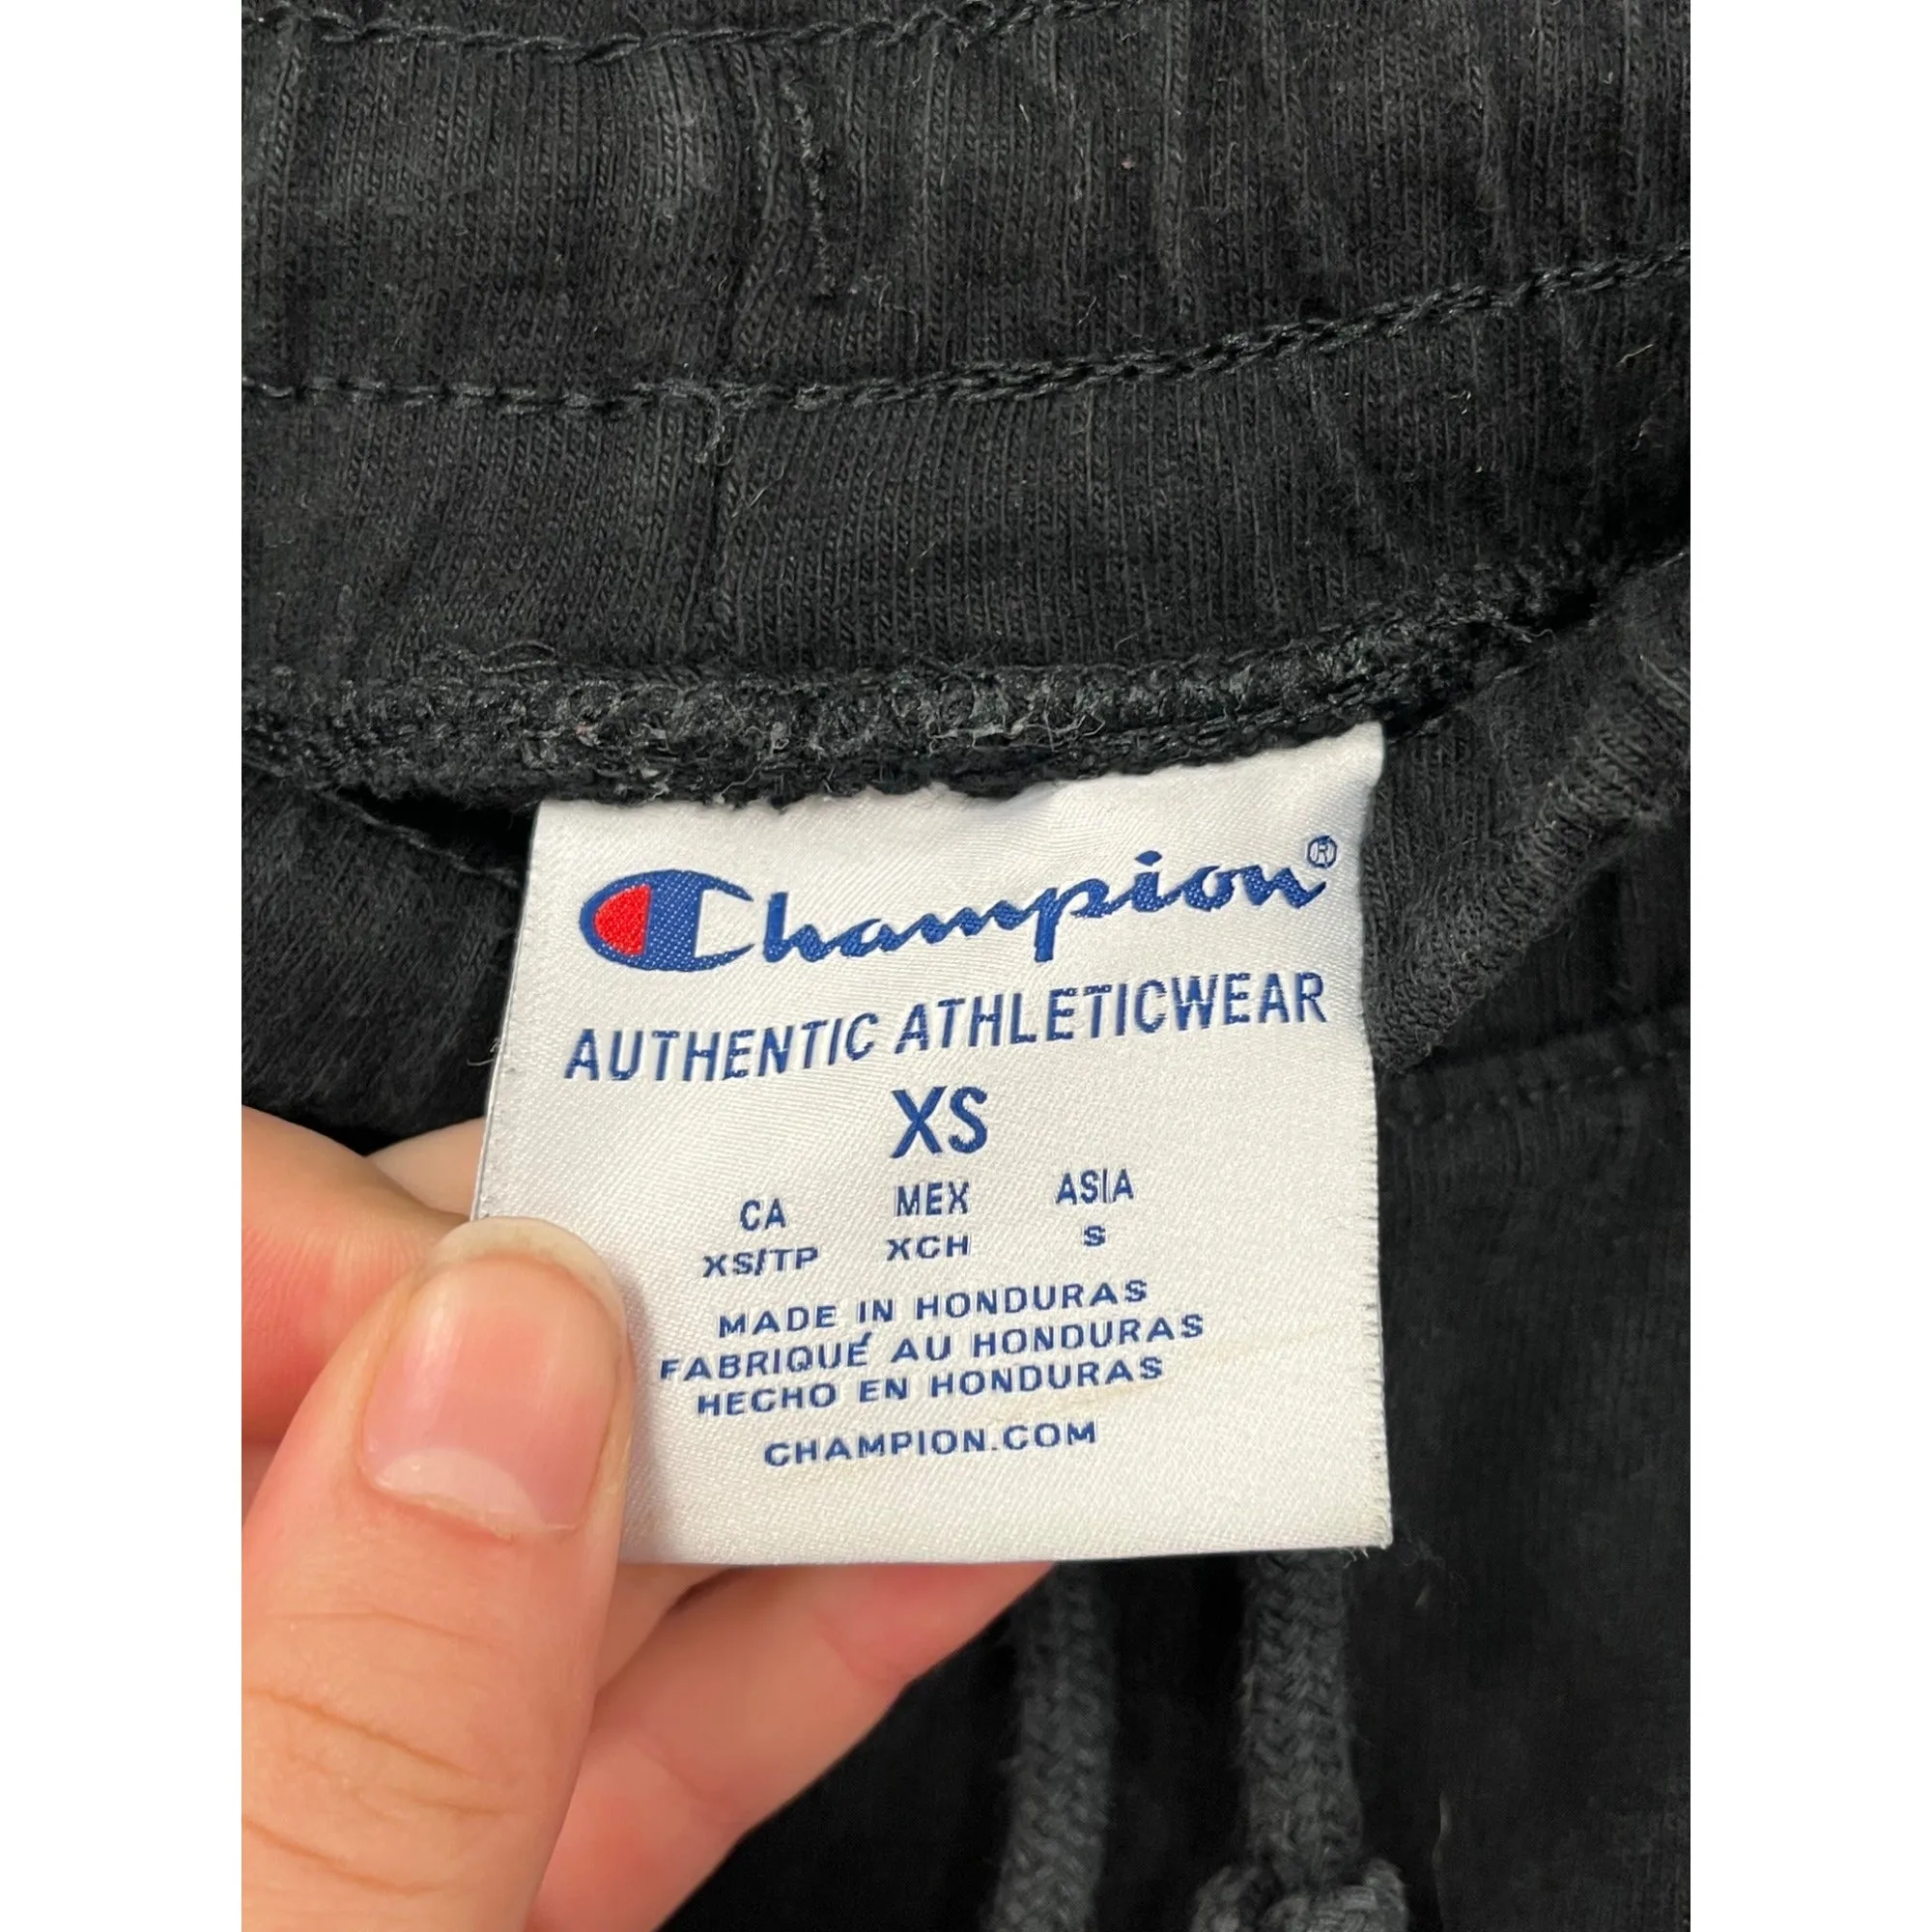 Champion®
AUTHENTIC ATHLETICWEAR
XS
CA MEX ASIA
XS/TP XCH S
MADE IN HONDURAS
FABRIQUÉ AU HONDURAS
HECHO EN HONDURAS
CHAMPION.COM